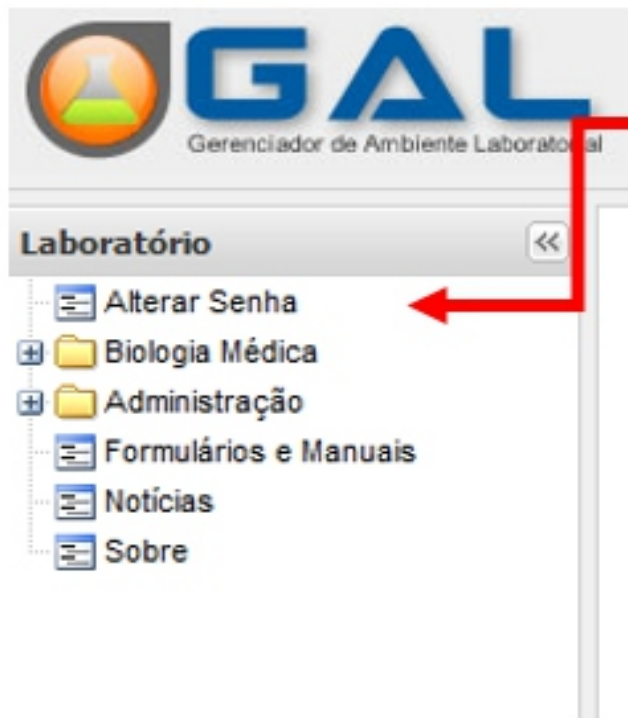 GAL
Gerenciador de Ambiente Laboratorial
Laboratório
Alterar Senha
Biologia Médica
Administração
Formulários e Manuais
Notícias
Sobre